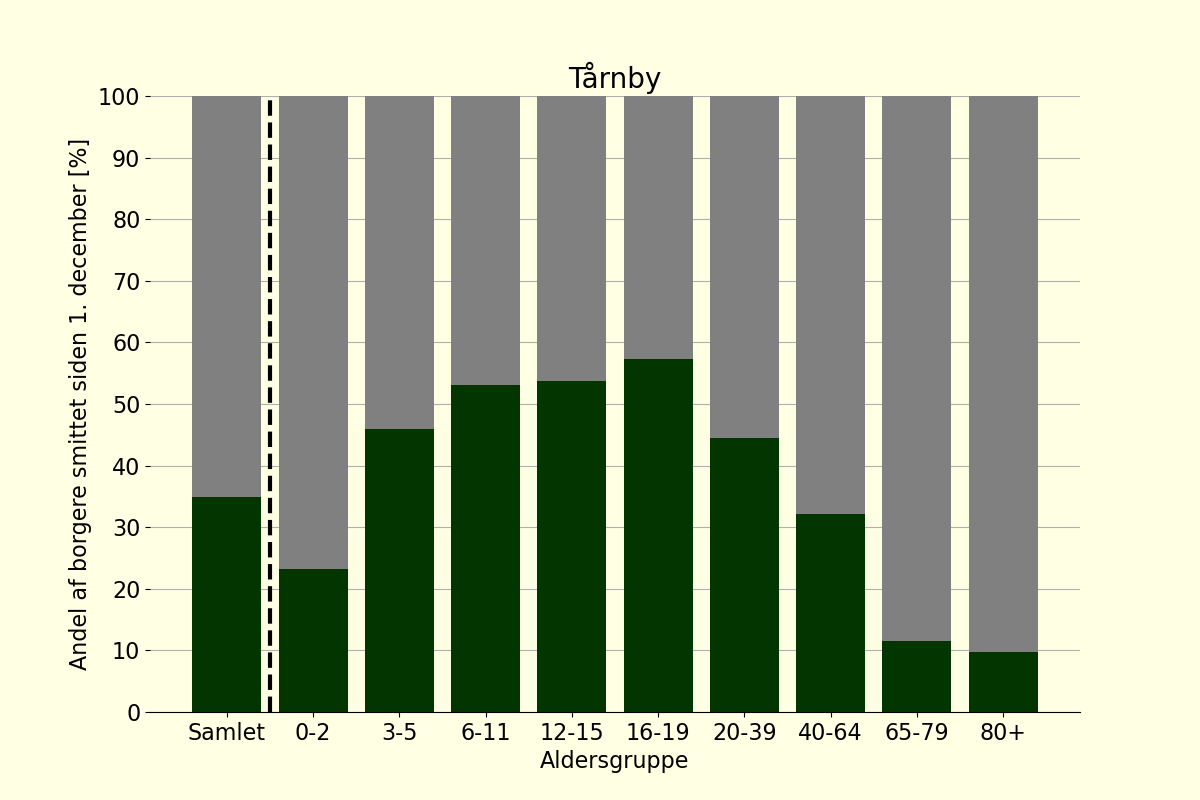 Tårnby
Andel af borgere smittet siden 1. december [%]
100
90
80
70
60
50
40
30
20
10
0
Samlet 0-2 3-5 6-11 12-15 16-19 20-39 40-64 65-79 80+
Aldersgruppe